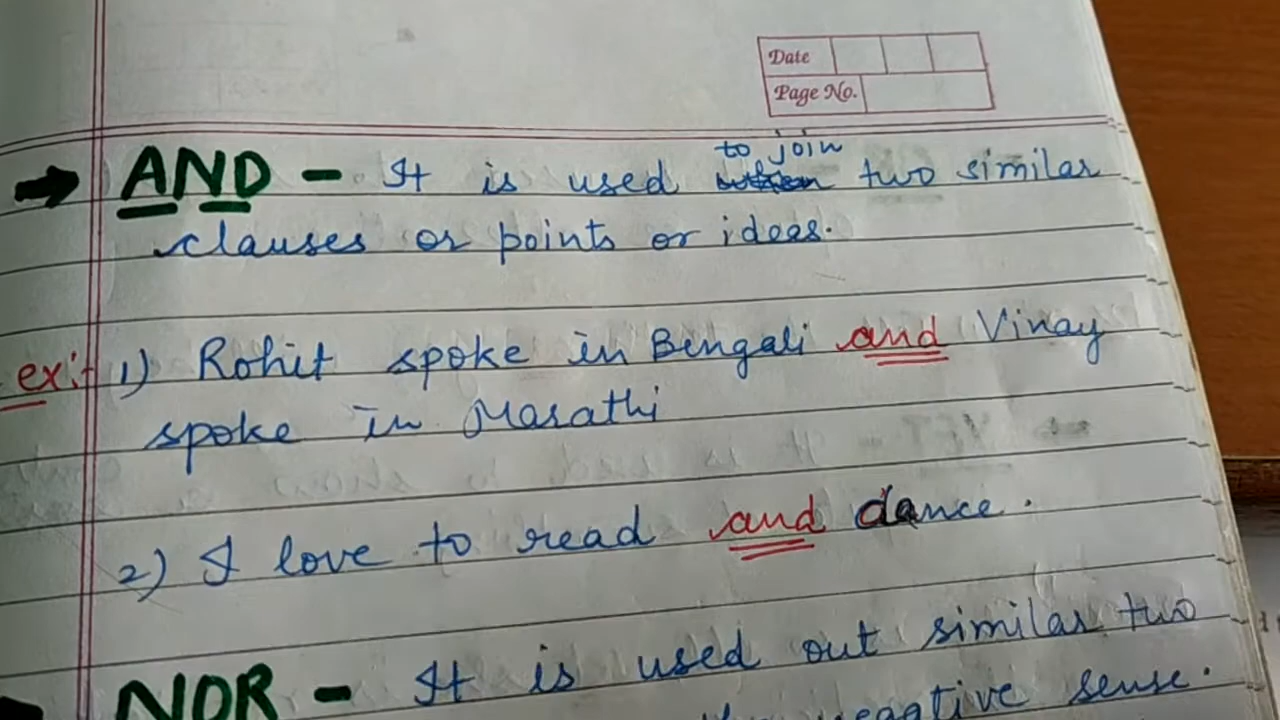 Date
Page No.
to join
AND - It is used two similar
clauses or points or ideas.
ex:- 1) Rohit spoke in Bengali and Vinay
spoke in Marathi
2) I love to read and dance.
NOR - It is used out similar two
negative sense.